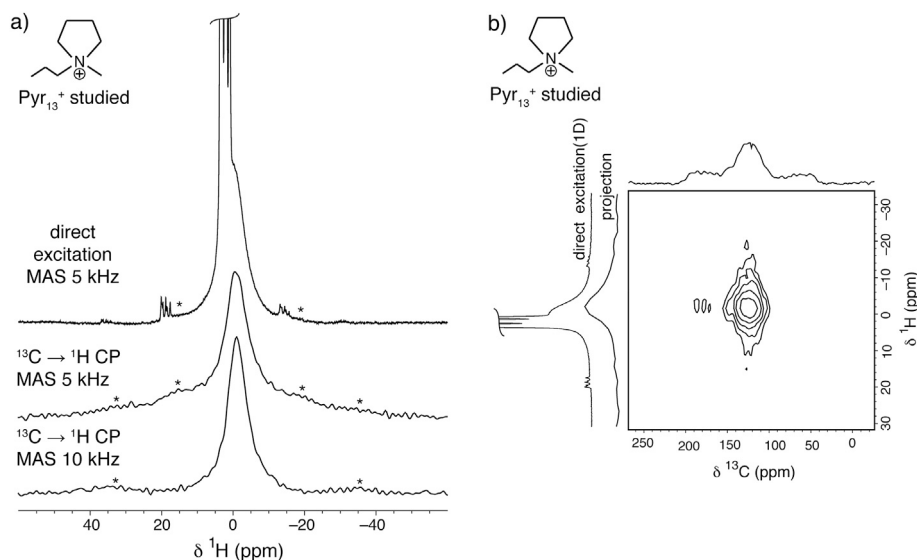 a)
N
⊕
Pyr₁₃⁺ studied
direct
excitation
MAS 5 kHz
*
*
¹³C → ¹H CP
MAS 5 kHz
*
*
*
*
¹³C → ¹H CP
MAS 10 kHz
*
*
40
20
0
−20
−40
δ ¹H (ppm)
b)
N
⊕
Pyr₁₃⁺ studied
direct excitation(1D)
projection
-30
-20
-10
0
10
20
30
δ ¹H (ppm)
250
200
150
100
50
0
δ ¹³C (ppm)